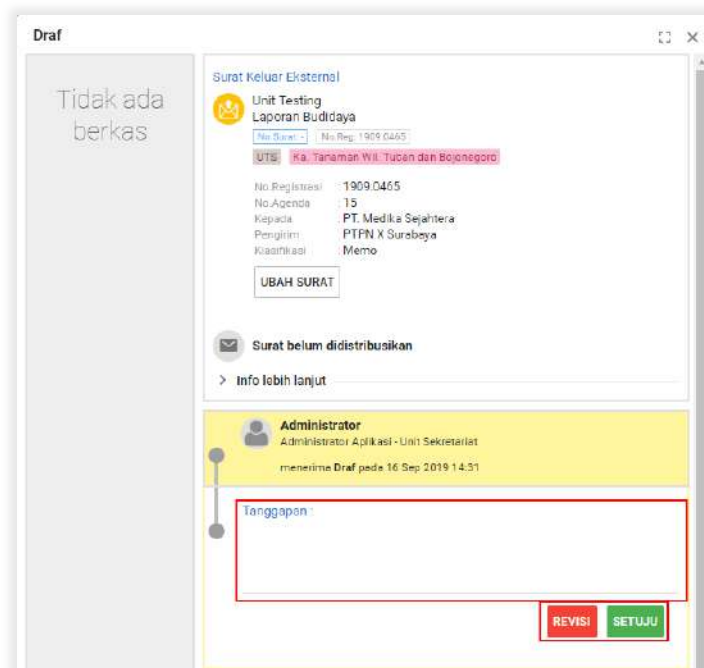 Draf
Tidak ada
berkas
Surat Keluar Eksternal
Unit Testing
Laporan Budidaya
No.Surat: -
No.Reg: 1909.0465
UTS
Ka. Tanaman Wil. Tuban dan Bojonegoro
No.Registrasi : 1909.0465
No.Agenda : 15
Kepada : PT. Medika Sejahtera
Pengirim : PTPN X Surabaya
Klasifikasi : Memo
UBAH SURAT
Surat belum didistribusikan
Info lebih lanjut
Administrator
Administrator Aplikasi - Unit Sekretariat
menerima Draf pada 16 Sep 2019 14:31
Tanggapan :
REVISI SETUJU